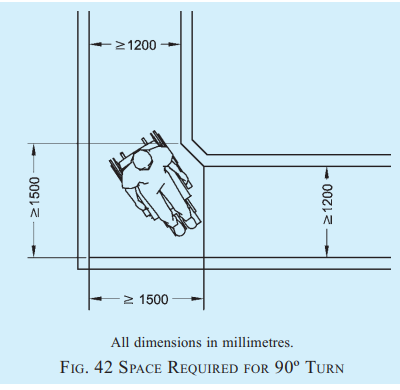 ≥1200
≥1500
≥1200
≥ 1500
All dimensions in millimetres.
FIG. 42 SPACE REQUIRED FOR 90º TURN